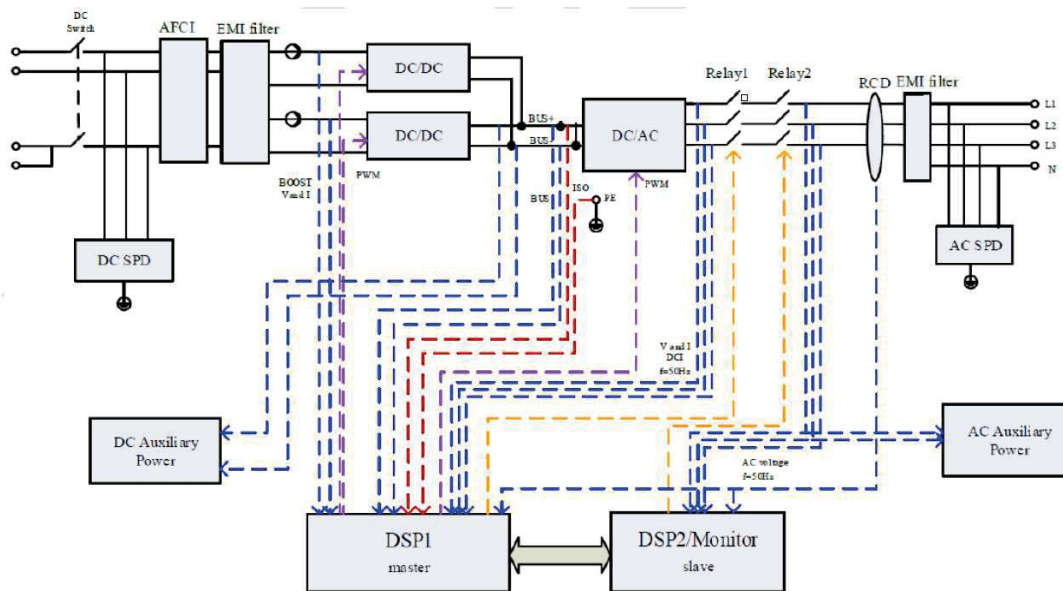 DC
Switch
AFCI
EMI filter
DC/DC
DC/DC
BUS+
BUS-
DC/AC
Relay1
Relay2
RCD
EMI filter
L1
L2
L3
N
BOOST
V and I
PWM
BUS
ISO
PE
PWM
DC SPD
AC SPD
V and I
DCI
f=50Hz
DC Auxiliary
Power
AC Auxiliary
Power
AC voltage
f=50Hz
DSP1
master
DSP2/Monitor
slave